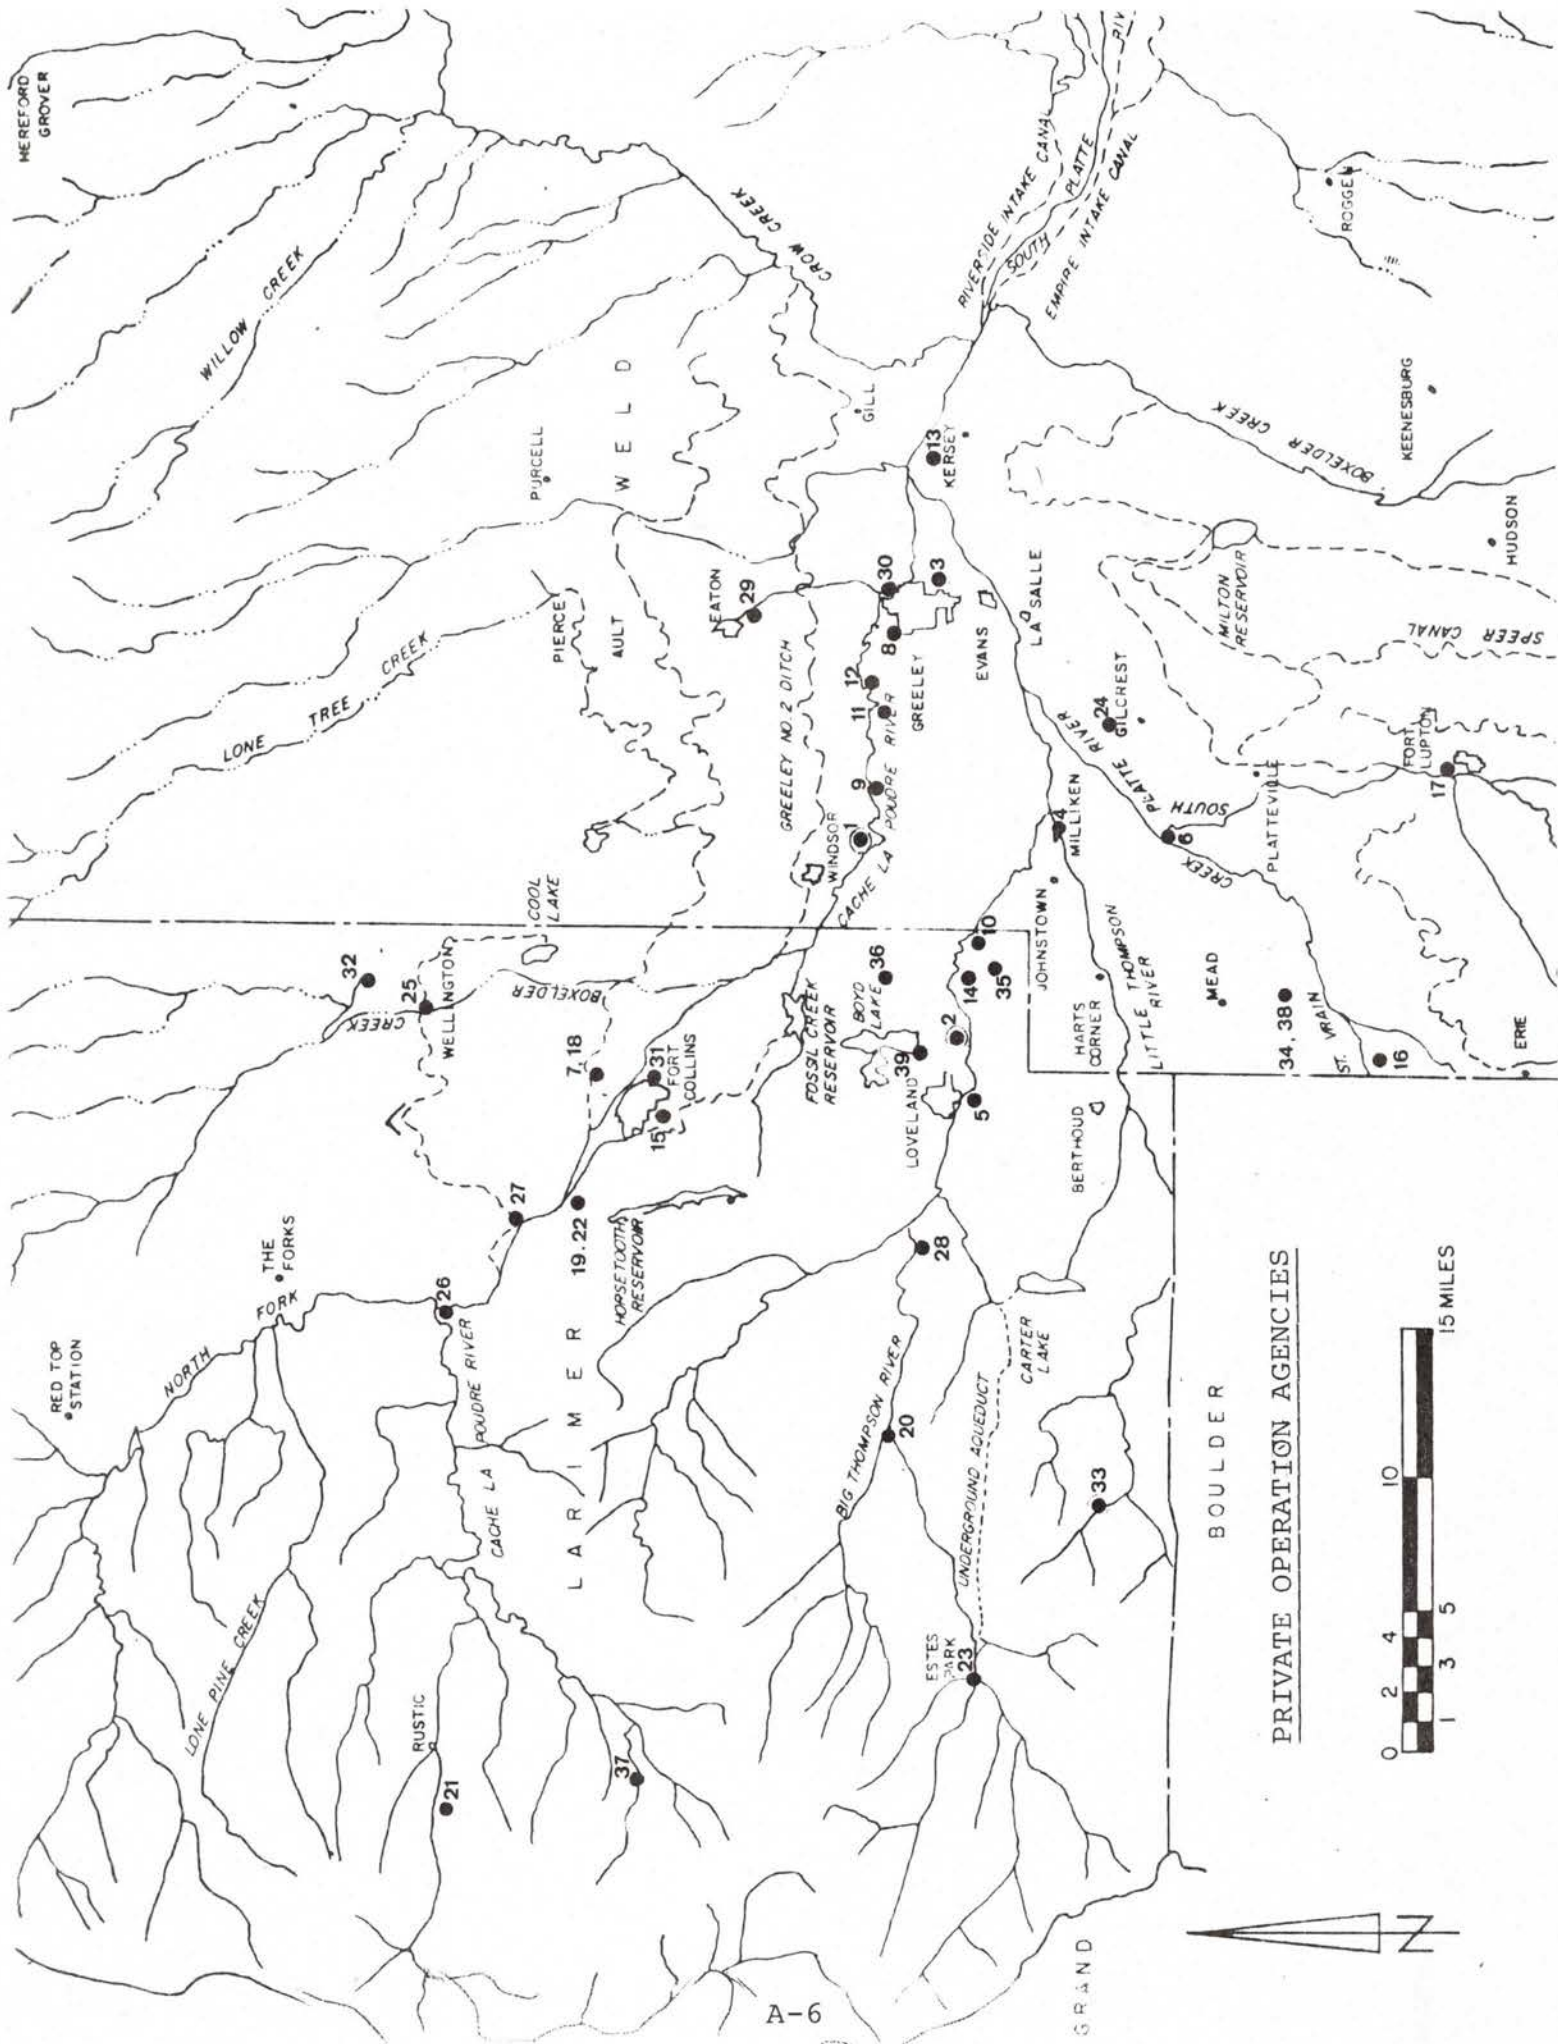 HEREFORD
GROVER
WILLOW CREEK
CROW CREEK
RED TOP
STATION
NORTH FORK
THE
FORKS
LONE TREE CREEK
PURCELL
WELD
PIERCE
AULT
LONE PINE CREEK
RUSTIC
21
37
CACHE LA POUDRE RIVER
26
27
19.22
7, 18
32
25
WELLINGTON
BOXELDER CREEK
COOL
LAKE
31
FORT
COLLINS
15
HORSETOOTH
RESERVOIR
LARIMER
FOSSIL CREEK
RESERVOIR
BOYD
LAKE
36
39
LOVELAND
2
5
14
10
35
GREELEY NO. 2 DITCH
EATON
29
WINDSOR
1
CACHE LA POUDRE RIVER
9
11
12
8
30
3
GREELEY
EVANS
GILL
13
KERSEY
RIVERSIDE INTAKE CANAL
SOUTH PLATTE RIV
EMPIRE INTAKE CANAL
ROGGEN
KEENESBURG
BOXELDER CREEK
HUDSON
LA SALLE
MILTON
RESERVOIR
SPEER CANAL
24
GILCREST
SOUTH PLATTE RIVER
PLATTEVILLE
FORT
LUPTON
17
4
MILLIKEN
6
JOHNSTOWN
HARTS
CORNER
LITTLE THOMPSON
RIVER
MEAD
34, 38
ST. VRAIN CREEK
16
ERIE
BERTHOUD
28
BIG THOMPSON RIVER
20
CARTER
LAKE
UNDERGROUND AQUEDUCT
ESTES
PARK
23
33
BOULDER
GRAND
PRIVATE OPERATION AGENCIES
0 2 4 10
1 3 5 15 MILES
N
A-6